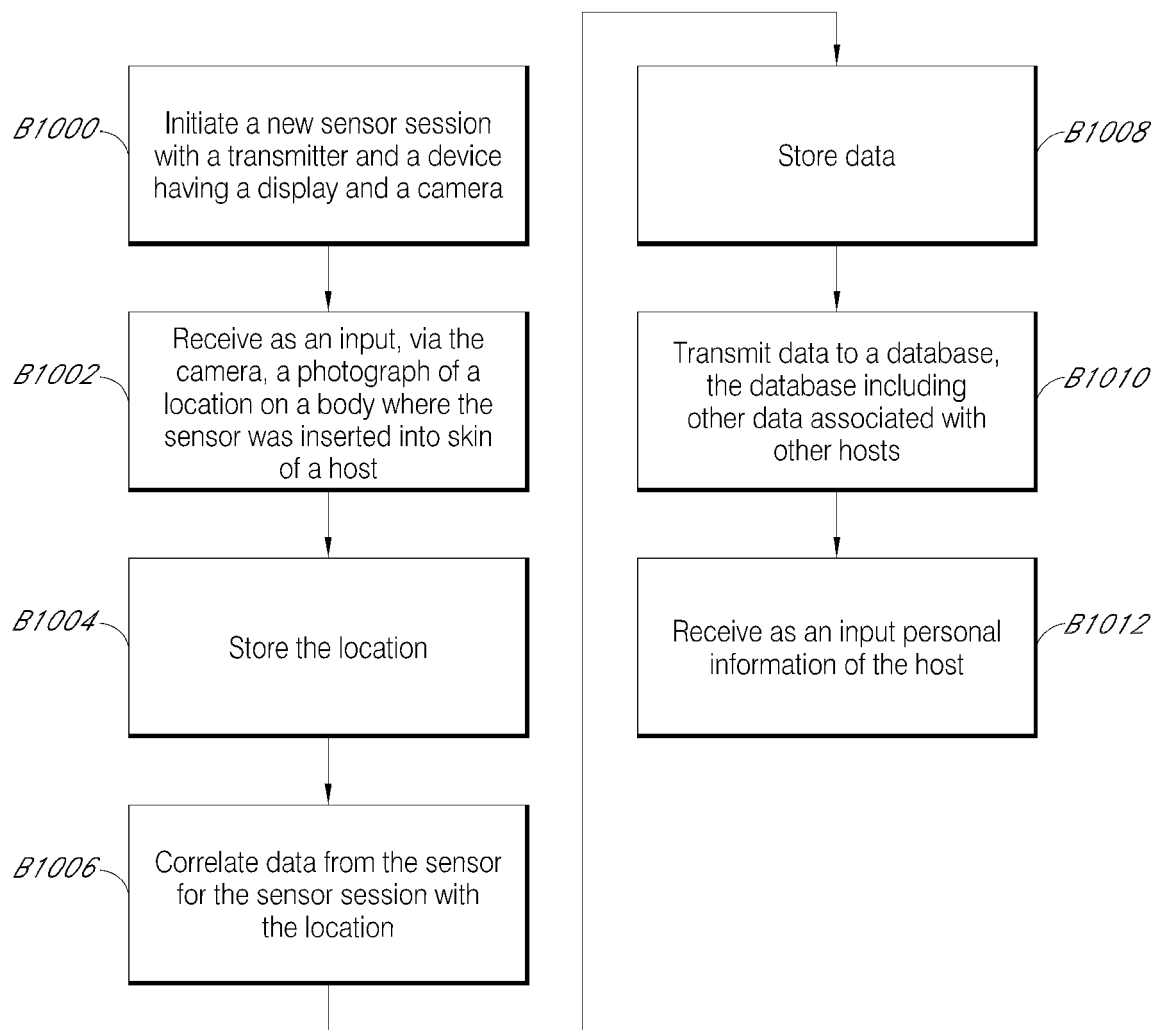 B1000
Initiate a new sensor session
with a transmitter and a device
having a display and a camera
B1002
Receive as an input, via the
camera, a photograph of a
location on a body where the
sensor was inserted into skin
of a host
B1004
Store the location
B1006
Correlate data from the sensor
for the sensor session with
the location
B1008
Store data
B1010
Transmit data to a database,
the database including
other data associated with
other hosts
B1012
Receive as an input personal
information of the host